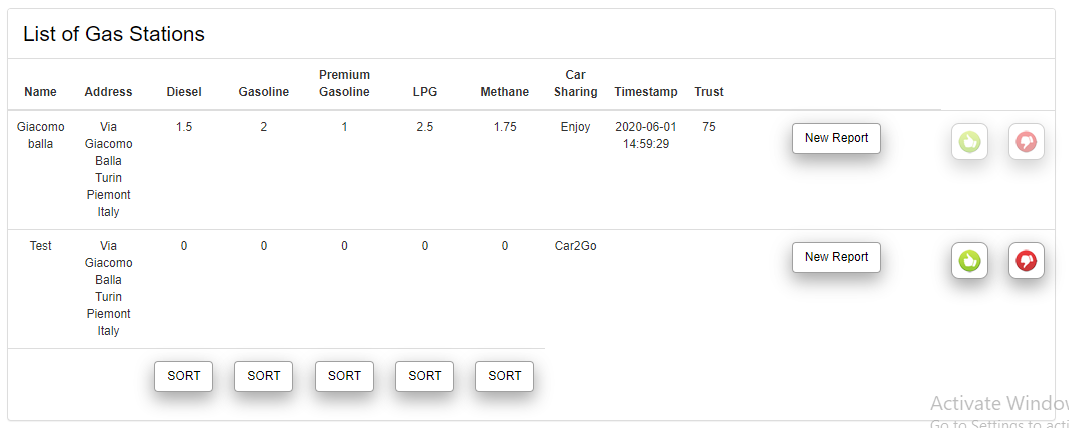 List of Gas Stations
Name Address Diesel Gasoline Premium Gasoline LPG Methane Car Sharing Timestamp Trust
Giacomo balla Via Giacomo Balla Turin Piemont Italy 1.5 2 1 2.5 1.75 Enjoy 2020-06-01 14:59:29 75 New Report
Test Via Giacomo Balla Turin Piemont Italy 0 0 0 0 0 Car2Go New Report
SORT SORT SORT SORT SORT
Activate Window
Go to Settings to acti